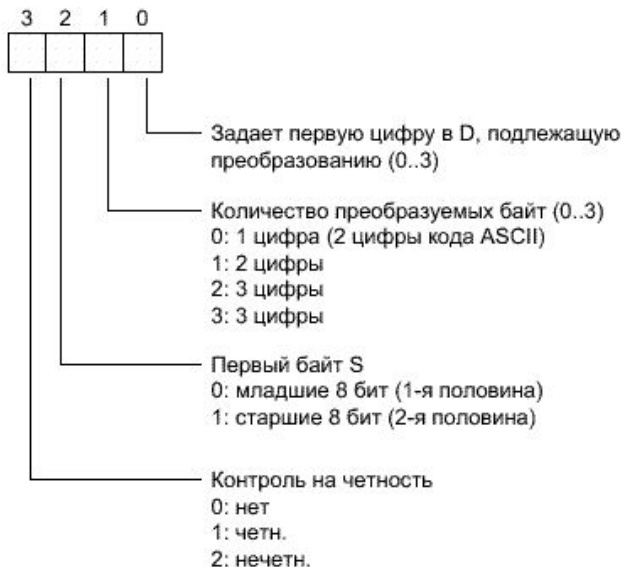 3 2 1 0
Задает первую цифру в D, подлежащую
преобразованию (0..3)
Количество преобразуемых байт (0..3)
0: 1 цифра (2 цифры кода ASCII)
1: 2 цифры
2: 3 цифры
3: 3 цифры
Первый байт S
0: младшие 8 бит (1-я половина)
1: старшие 8 бит (2-я половина)
Контроль на четность
0: нет
1: четн.
2: нечетн.